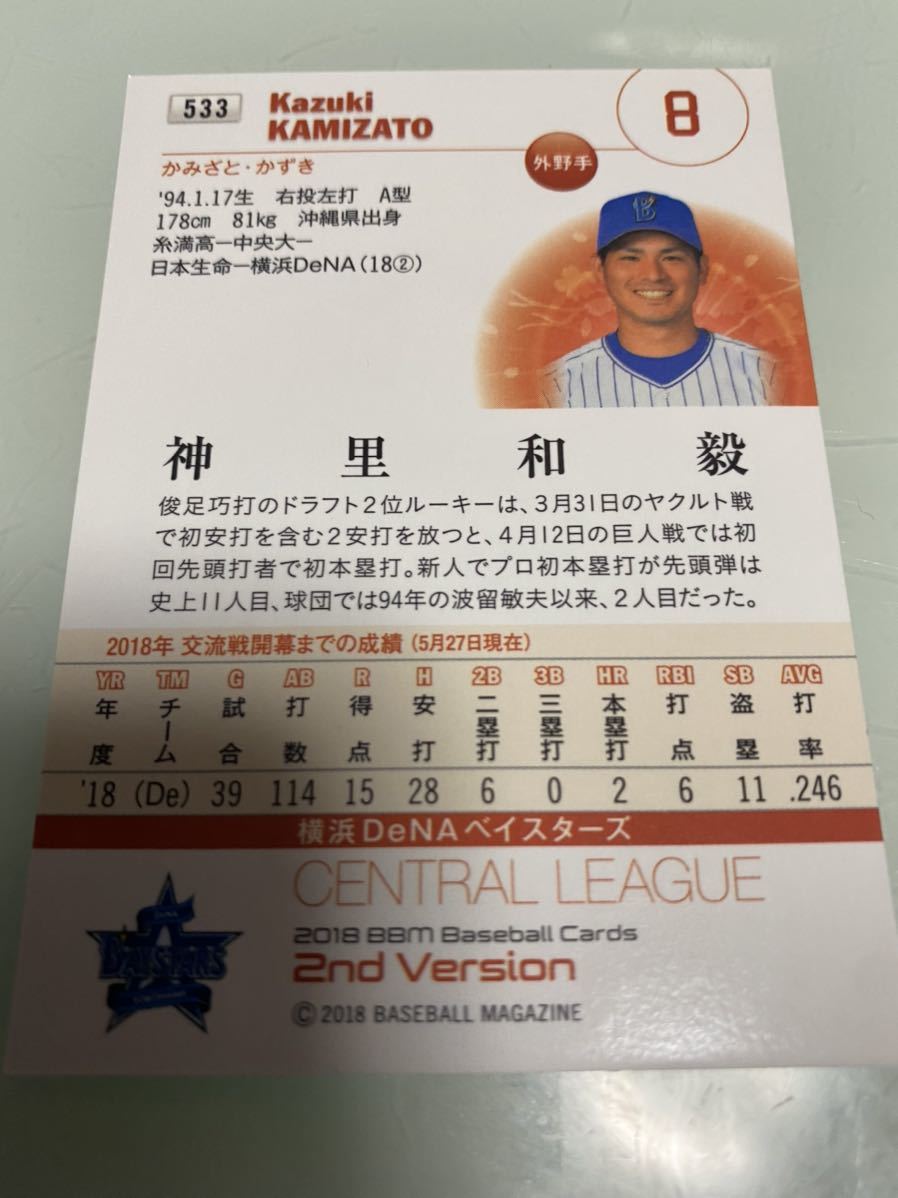 533
Kazuki
KAMIZATO
8
外野手
かみざと・かずき
'94.1.17生 右投左打 A型
178cm 81kg 沖縄県出身
糸満高ー中央大ー
日本生命ー横浜DeNA(18②)
B
神里和毅
俊足巧打のドラフト2位ルーキーは、3月31日のヤクルト戦
で初安打を含む2安打を放つと、4月12日の巨人戦では初
回先頭打者で初本塁打。新人でプロ初本塁打が先頭弾は
史上11人目、球団では94年の波留敏夫以来、2人目だった。
2018年 交流戦開幕までの成績(5月27日現在)
YR TM G AB R H 2B 3B HR RBI SB AVG
年度 チーム 試合 打数 得点 安打 二塁打 三塁打 本塁打 打点 盗塁 打率
'18 (De) 39 114 15 28 6 0 2 6 11 .246
横浜DeNAベイスターズ
CENTRAL LEAGUE
2018 BBM Baseball Cards
2nd Version
© 2018 BASEBALL MAGAZINE
DeNA
BAYSTARS